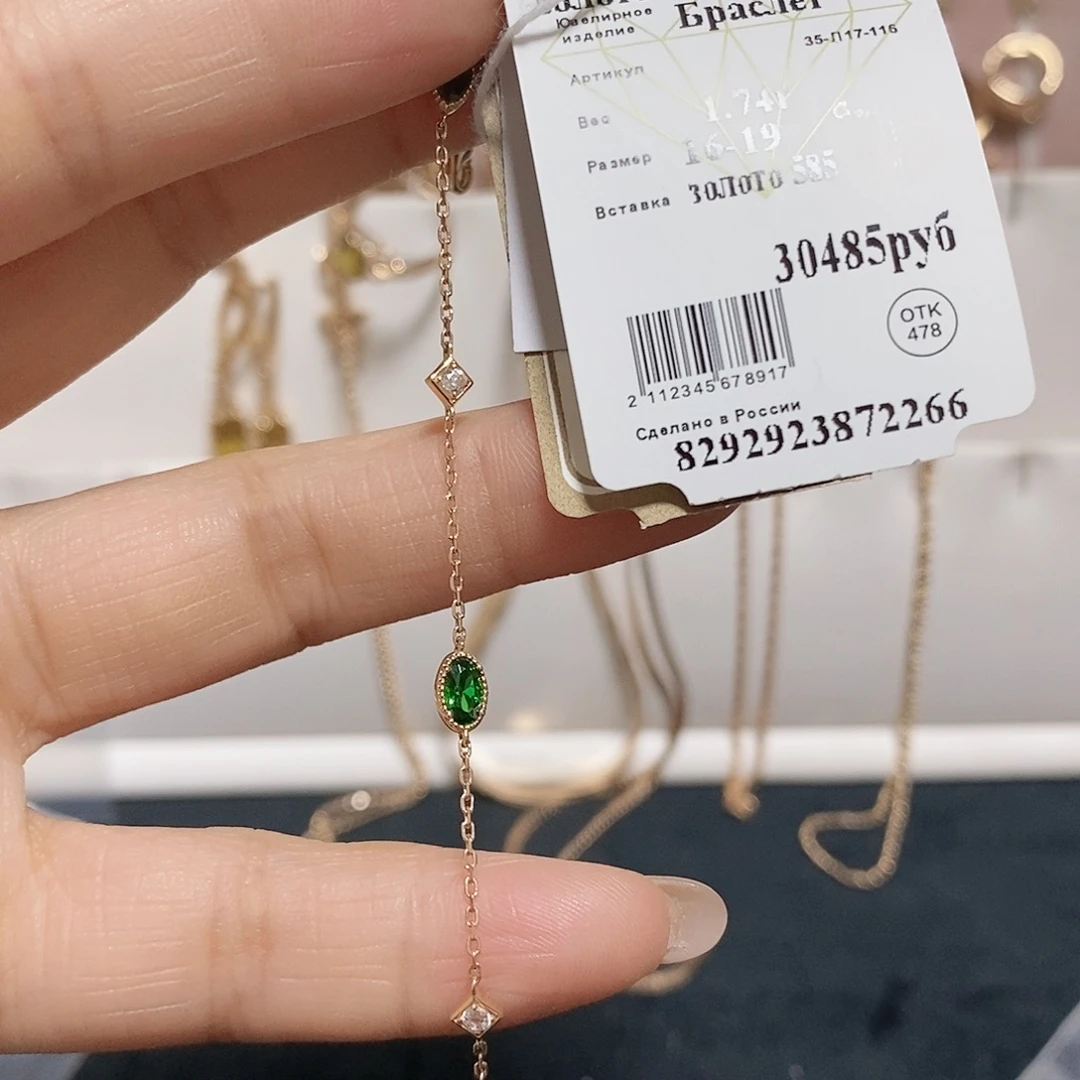 Ювелирное
изделие
Браслет
35-П17-116
Артикул
Вес 1.74г
Размер 16-19
Вставка золото 585
30485руб
ОТК
478
2 112345 678917
Сделано в России
8292923872266